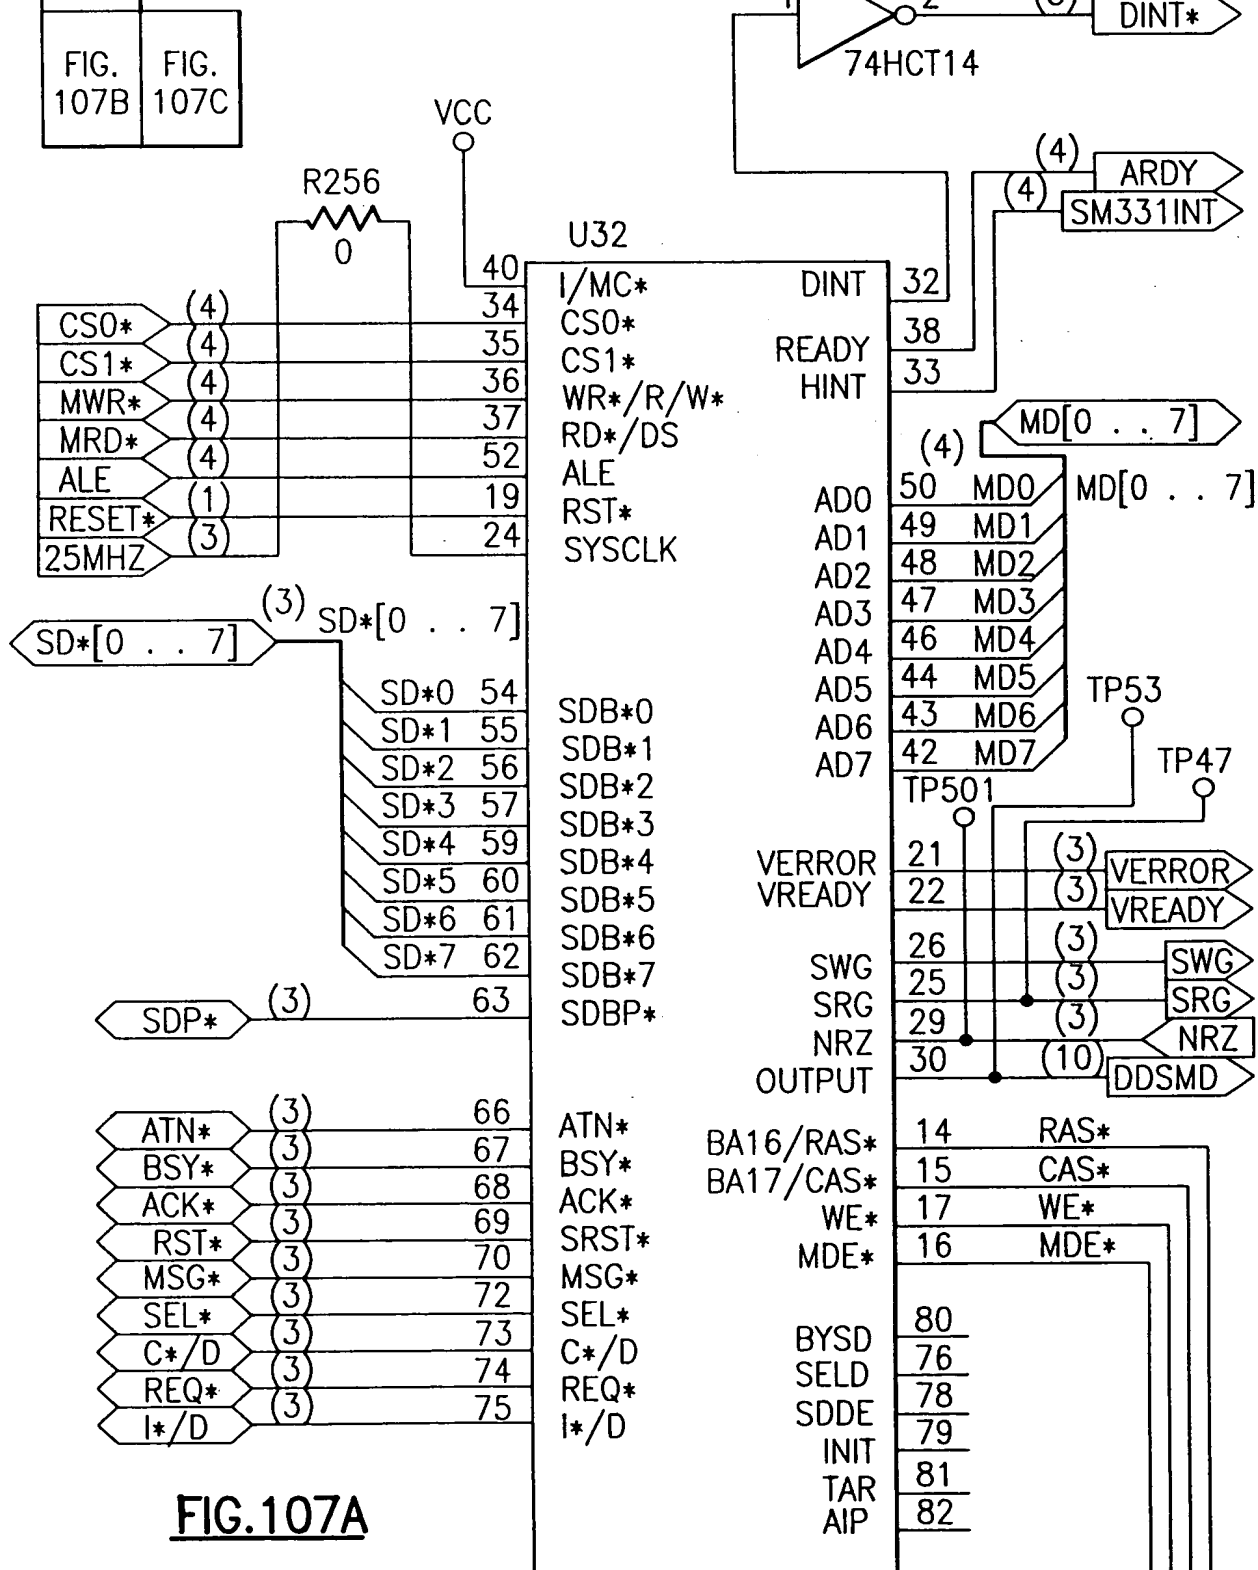 1 2 (3) DINT*
74HCT14
FIG. 107B FIG. 107C
VCC
R256
0
(4) ARDY
(4) SM331INT
U32
40 I/MC*
CS0* (4) 34 CS0*
CS1* (4) 35 CS1*
MWR* (4) 36 WR*/R/W*
MRD* (4) 37 RD*/DS
ALE (4) 52 ALE
RESET* (1) 19 RST*
25MHZ (3) 24 SYSCLK
DINT 32
READY 38
HINT 33
MD[0 . . 7]
(4)
MD[0 . . 7]
AD0 50 MD0
AD1 49 MD1
AD2 48 MD2
AD3 47 MD3
AD4 46 MD4
AD5 44 MD5
AD6 43 MD6
AD7 42 MD7
SD*[0 . . 7] (3) SD*[0 . . 7]
SD*0 54 SDB*0
SD*1 55 SDB*1
SD*2 56 SDB*2
SD*3 57 SDB*3
SD*4 59 SDB*4
SD*5 60 SDB*5
SD*6 61 SDB*6
SD*7 62 SDB*7
SDP* (3) 63 SDBP*
TP53
TP47
TP501
VERROR 21 (3) VERROR
VREADY 22 (3) VREADY
SWG 26 (3) SWG
SRG 25 (3) SRG
NRZ 29 (3) NRZ
OUTPUT 30 (10) DDSMD
ATN* (3) 66 ATN*
BSY* (3) 67 BSY*
ACK* (3) 68 ACK*
RST* (3) 69 SRST*
MSG* (3) 70 MSG*
SEL* (3) 72 SEL*
C*/D (3) 73 C*/D
REQ* (3) 74 REQ*
I*/D (3) 75 I*/D
BA16/RAS* 14 RAS*
BA17/CAS* 15 CAS*
WE* 17 WE*
MDE* 16 MDE*
BYSD 80
SELD 76
SDDE 78
INIT 79
TAR 81
AIP 82
FIG.107A